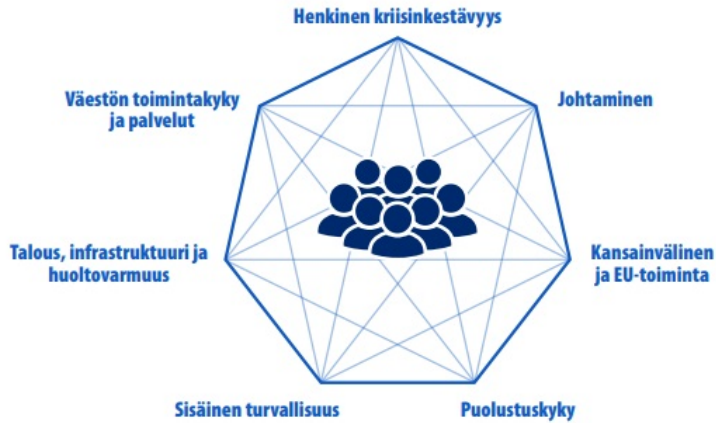 Henkinen kriisinkestävyys
Väestön toimintakyky
ja palvelut
Johtaminen
Talous, infrastruktuuri ja
huoltovarmuus
Kansainvälinen
ja EU-toiminta
Sisäinen turvallisuus
Puolustuskyky